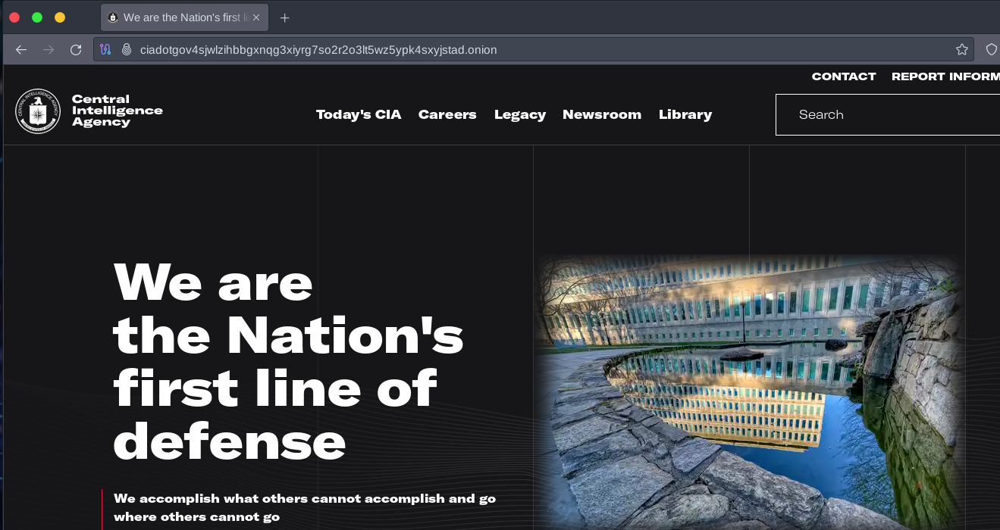 We are the Nation's first li
ciadotgov4sjwlzihbbgxnqg3xiyrg7so2r2o3lt5wz5ypk4sxyjstad.onion
CONTACT REPORT INFORM
Central
Intelligence
Agency
Today's CIA Careers Legacy Newsroom Library
Search
We are
the Nation's
first line of
defense
We accomplish what others cannot accomplish and go
where others cannot go